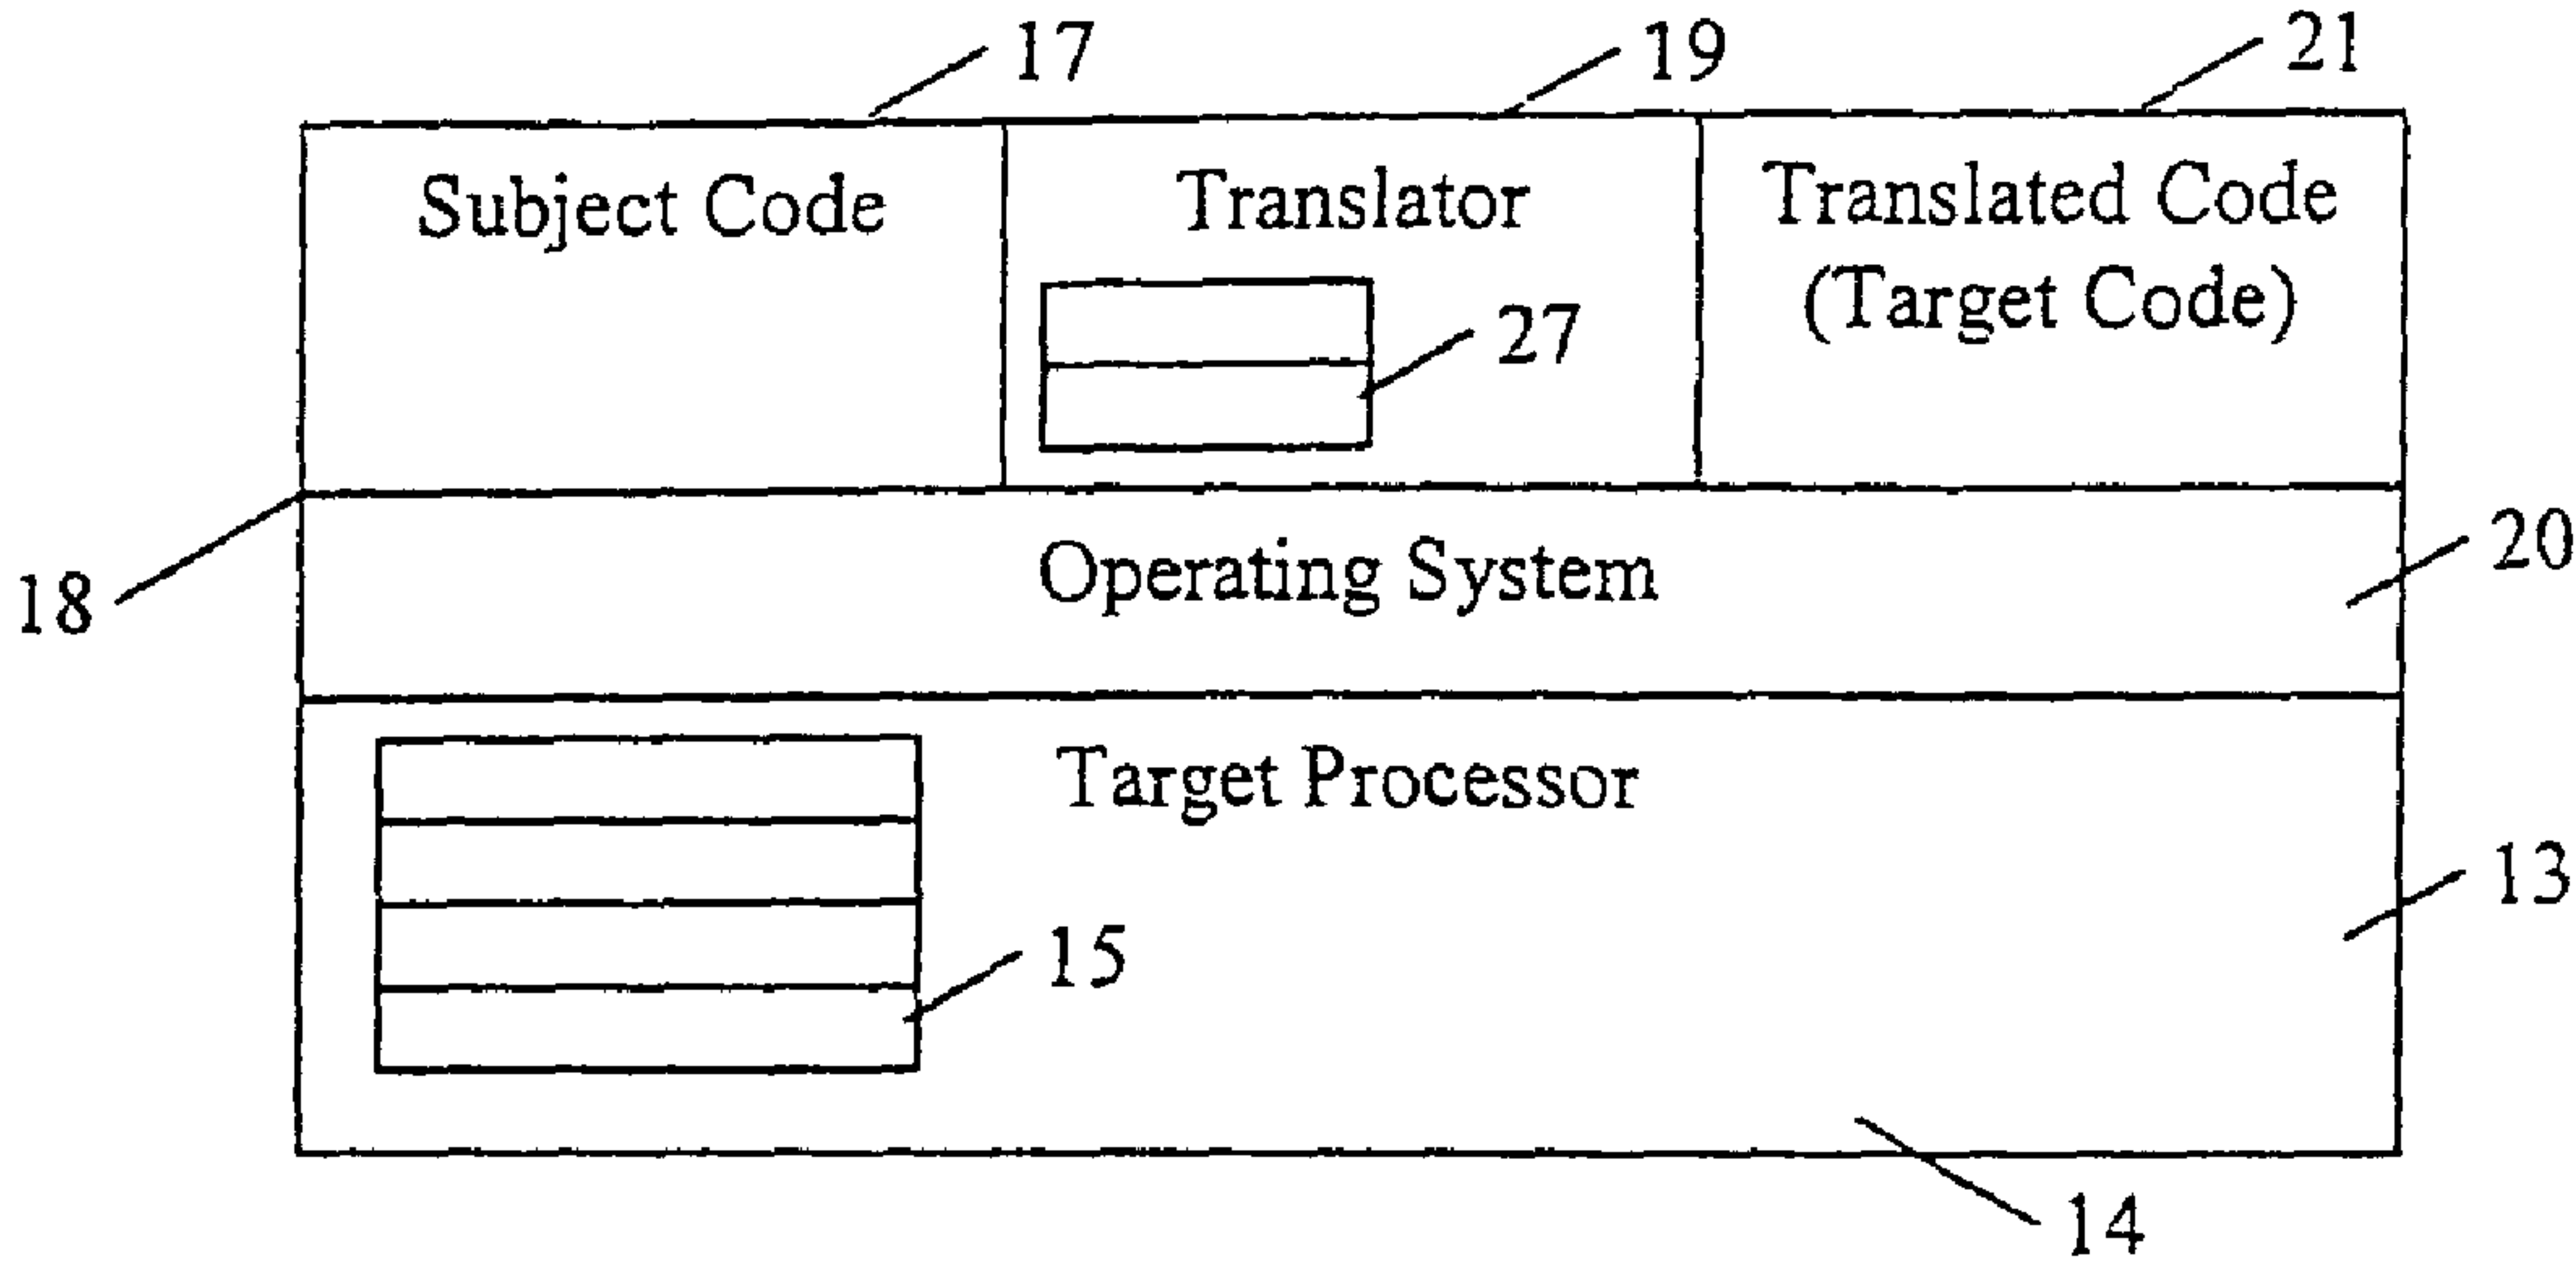 17
19
21
Subject Code
Translator
Translated Code
(Target Code)
27
18
Operating System
20
Target Processor
13
15
14